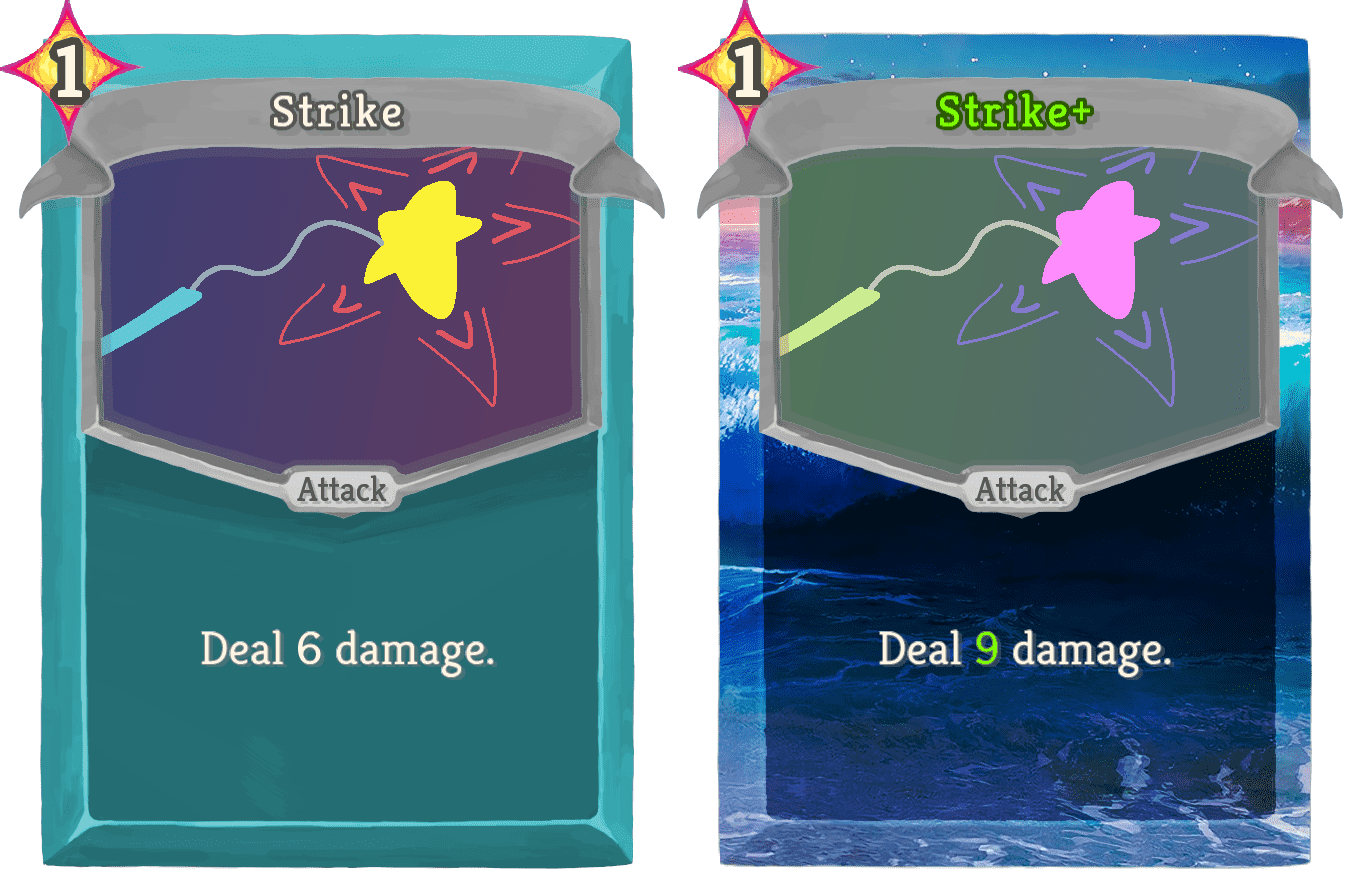 1
Strike
Attack
Deal 6 damage.
1
Strike+
Attack
Deal 9 damage.